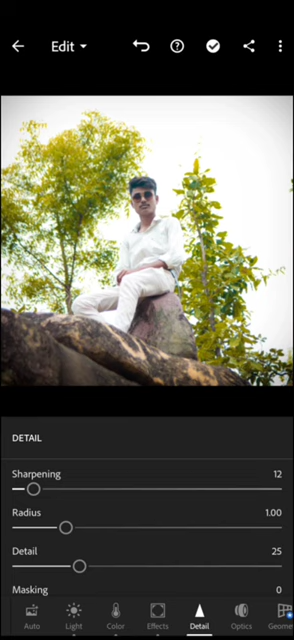 Edit
DETAIL
Sharpening 12
Radius 1.00
Detail 25
Masking 0
Auto Light Color Effects Detail Optics Geome